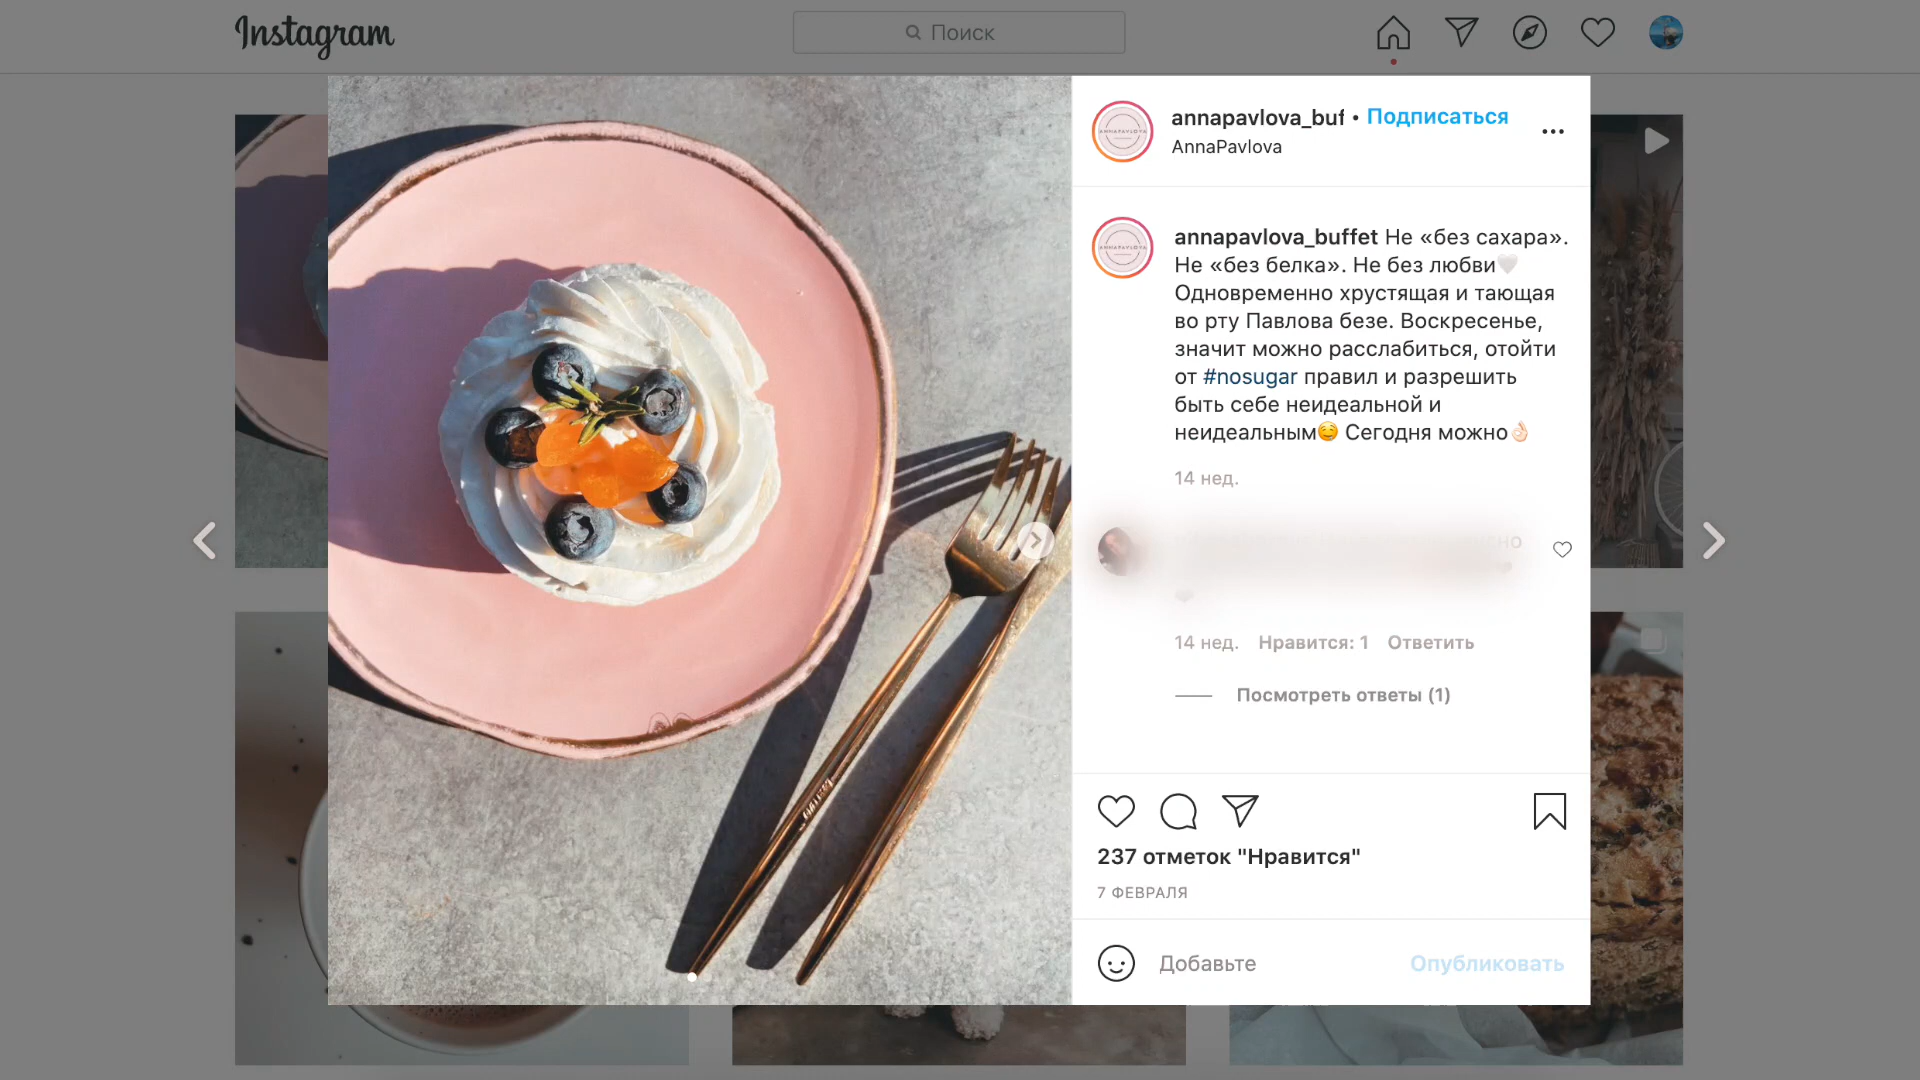 Instagram
Поиск
annapavlova_buf • Подписаться
AnnaPavlova
ANNAPAVLOVA
annapavlova_buffet Не «без сахара».
Не «без белка». Не без любви🤍
Одновременно хрустящая и тающая
во рту Павлова безе. Воскресенье,
значит можно расслабиться, отойти
от #nosugar правил и разрешить
быть себе неидеальной и
неидеальным😋 Сегодня можно👌🏻
ANNAPAVLOVA
14 нед.
14 нед. Нравится: 1 Ответить
Посмотреть ответы (1)
237 отметок "Нравится"
7 ФЕВРАЛЯ
Добавьте
Опубликовать